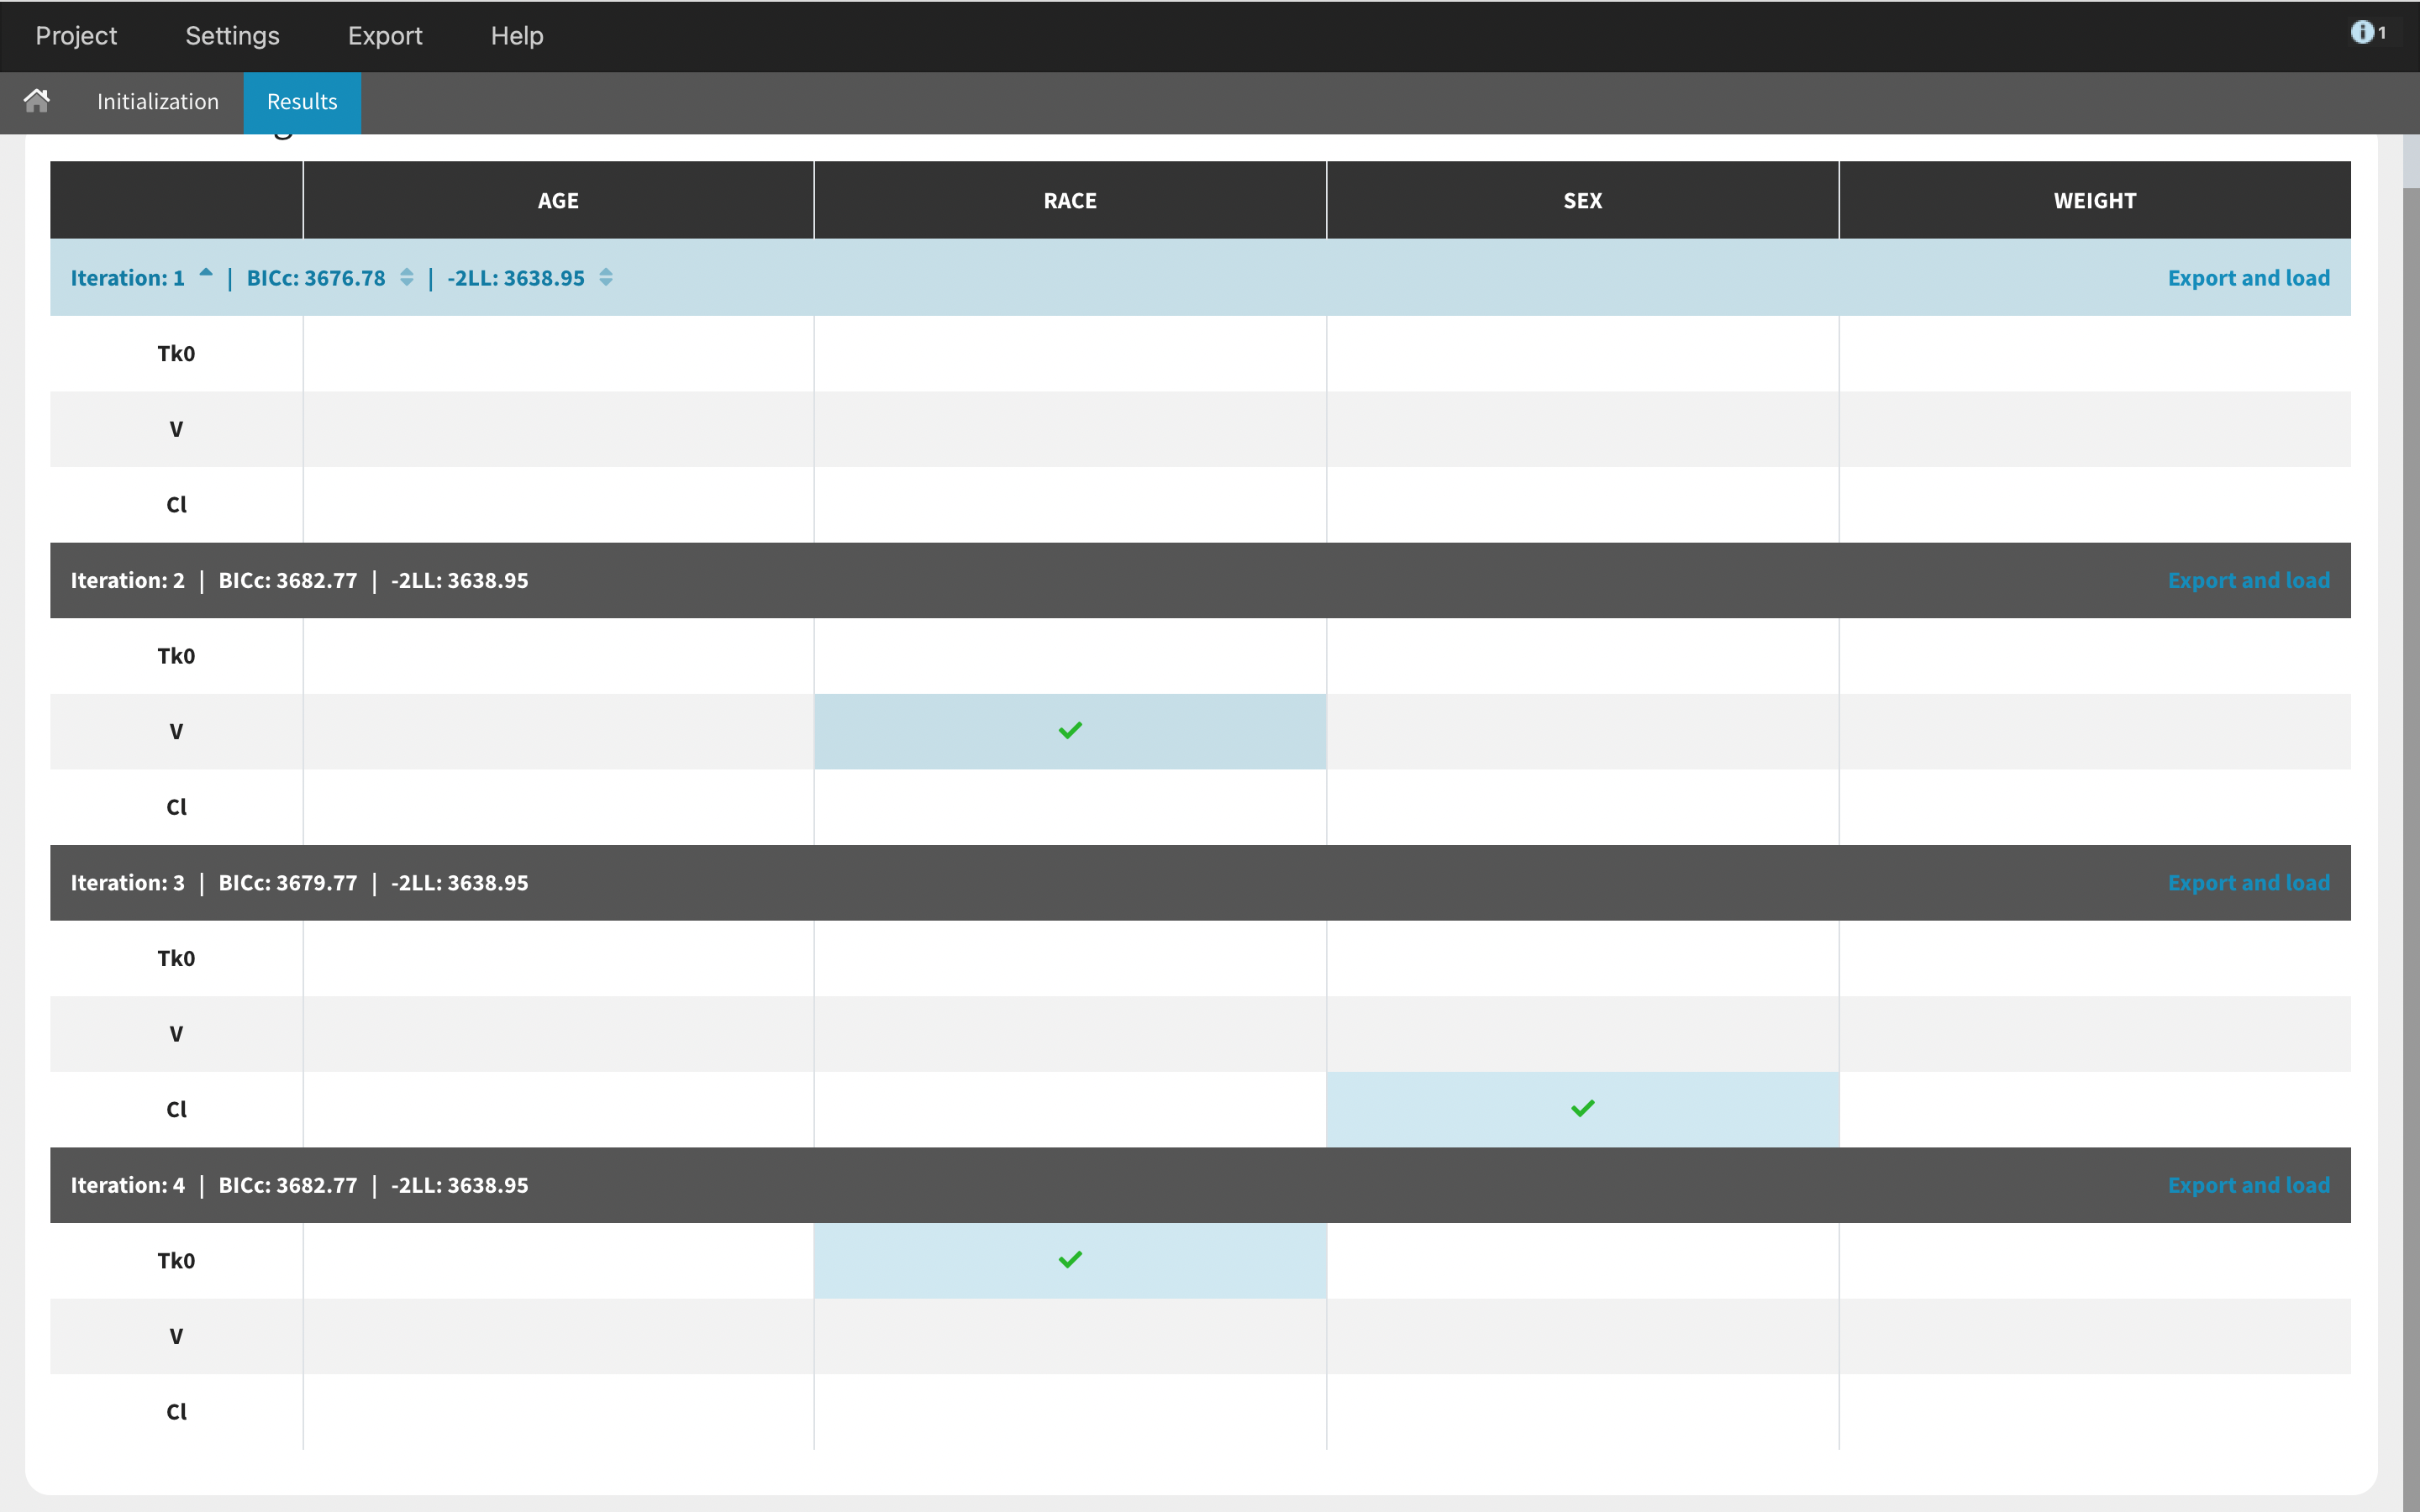 Project Settings Export Help 1
Initialization Results
AGE RACE SEX WEIGHT
Iteration: 1 | BICc: 3676.78 | -2LL: 3638.95 Export and load
Tk0
V
Cl
Iteration: 2 | BICc: 3682.77 | -2LL: 3638.95 Export and load
Tk0
V
Cl
Iteration: 3 | BICc: 3679.77 | -2LL: 3638.95 Export and load
Tk0
V
Cl
Iteration: 4 | BICc: 3682.77 | -2LL: 3638.95 Export and load
Tk0
V
Cl